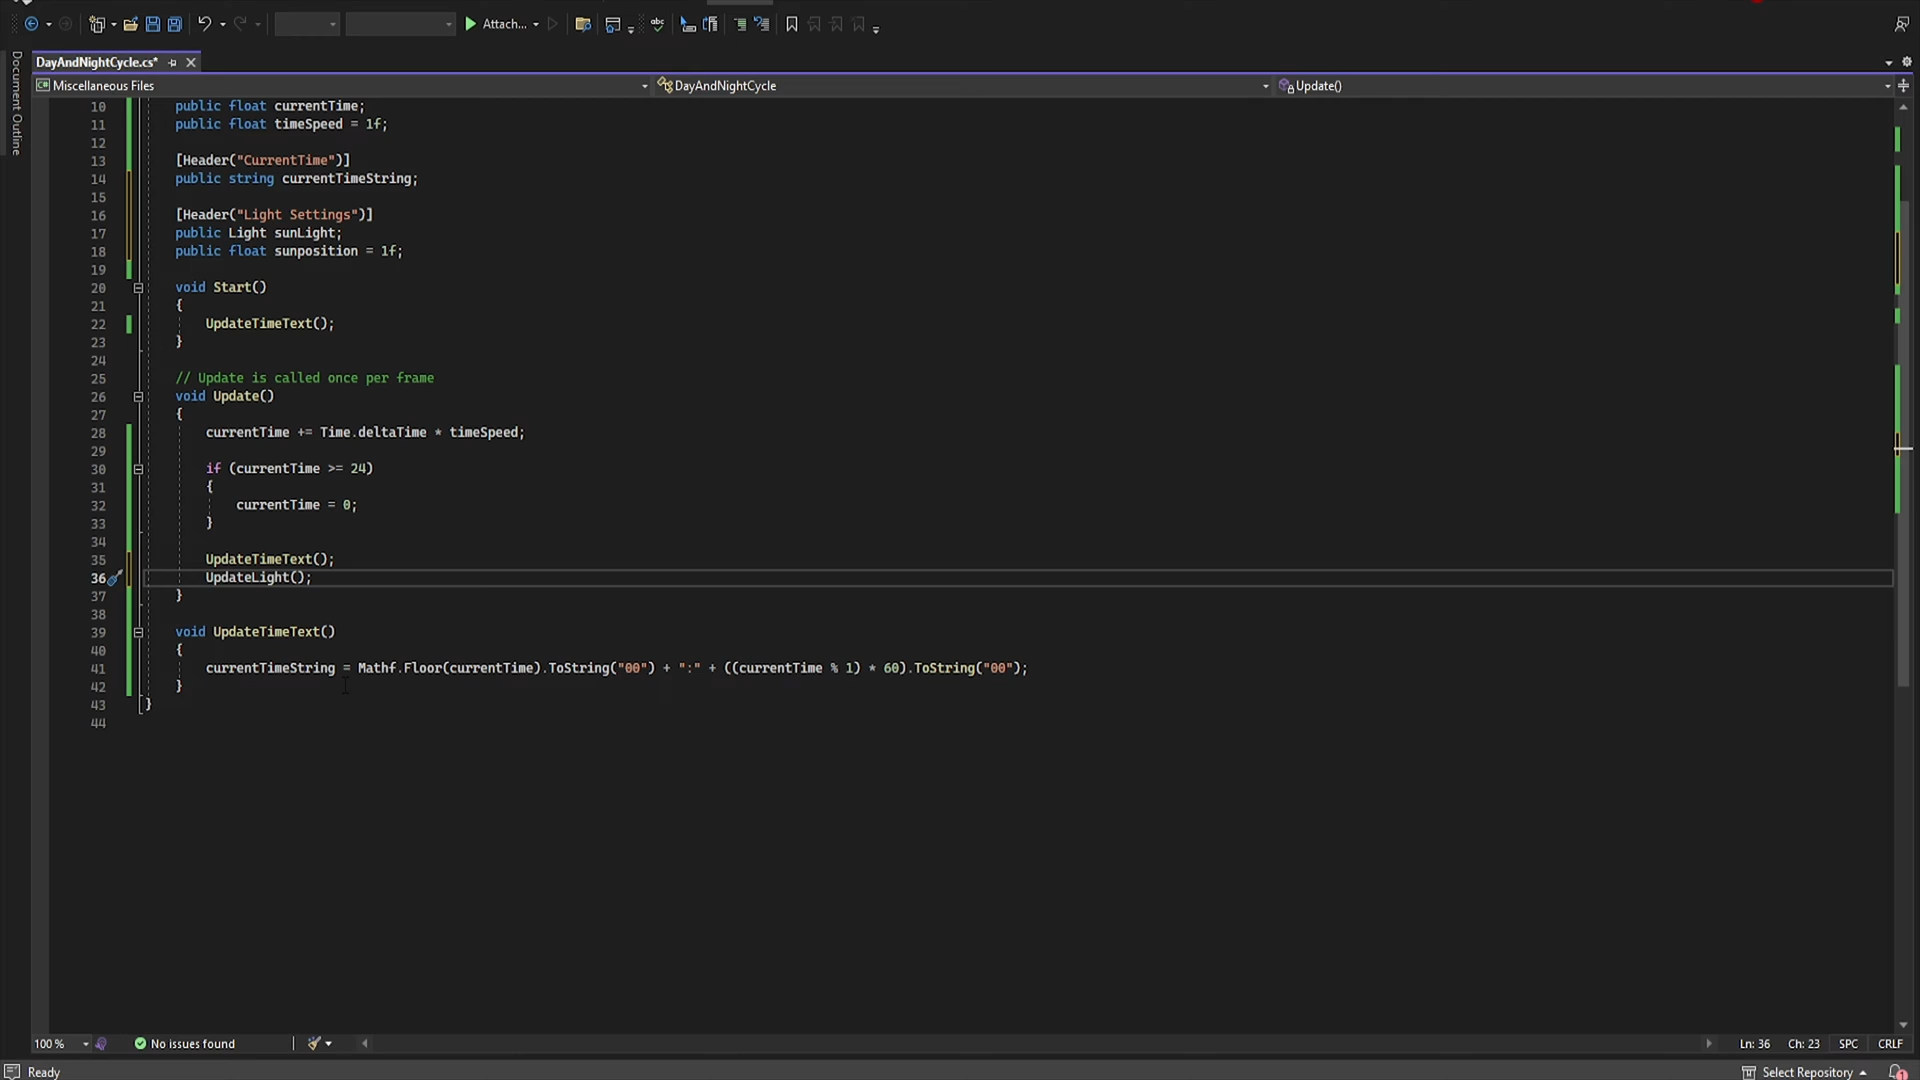 Attach...
DayAndNightCycle.cs*
Document Outline
Miscellaneous Files
DayAndNightCycle
Update()
10 public float currentTime;
11 public float timeSpeed = 1f;
12
13 [Header("CurrentTime")]
14 public string currentTimeString;
15
16 [Header("Light Settings")]
17 public Light sunLight;
18 public float sunposition = 1f;
19
20 void Start()
21 {
22 UpdateTimeText();
23 }
24
25 // Update is called once per frame
26 void Update()
27 {
28 currentTime += Time.deltaTime * timeSpeed;
29
30 if (currentTime >= 24)
31 {
32 currentTime = 0;
33 }
34
35 UpdateTimeText();
36 UpdateLight();
37 }
38
39 void UpdateTimeText()
40 {
41 currentTimeString = Mathf.Floor(currentTime).ToString("00") + ":" + ((currentTime % 1) * 60).ToString("00");
42 }
43 }
44
100 %
No issues found
Ln: 36
Ch: 23
SPC
CRLF
Ready
Select Repository
1